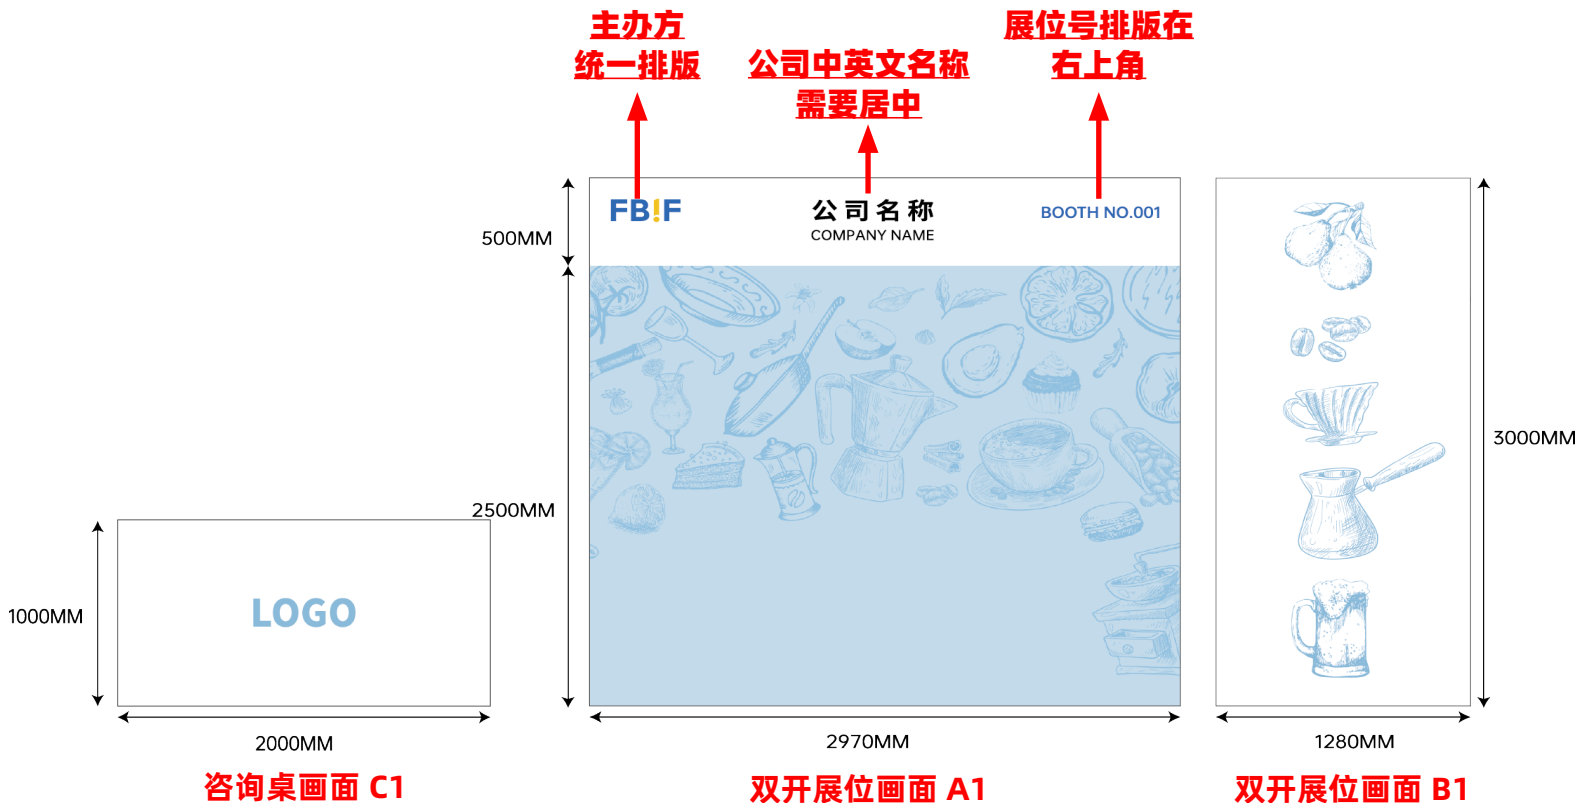 主办方
统一排版
公司中英文名称
需要居中
展位号排版在
右上角
FB!F
公司名称
COMPANY NAME
BOOTH NO.001
500MM
2500MM
3000MM
1000MM
LOGO
2000MM
2970MM
1280MM
咨询桌画面 C1
双开展位画面 A1
双开展位画面 B1